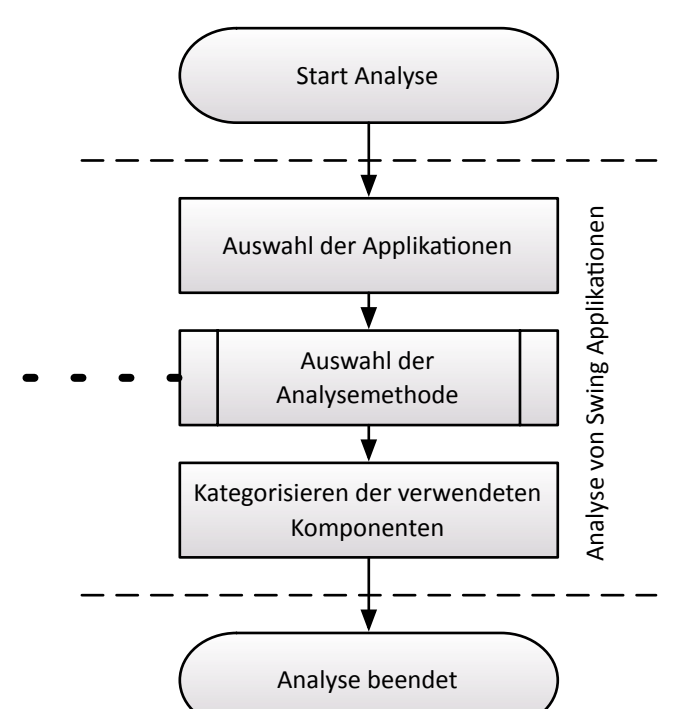 Start Analyse
Auswahl der Applikationen
Auswahl der
Analysemethode
Kategorisieren der verwendeten
Komponenten
Analyse von Swing Applikationen
Analyse beendet